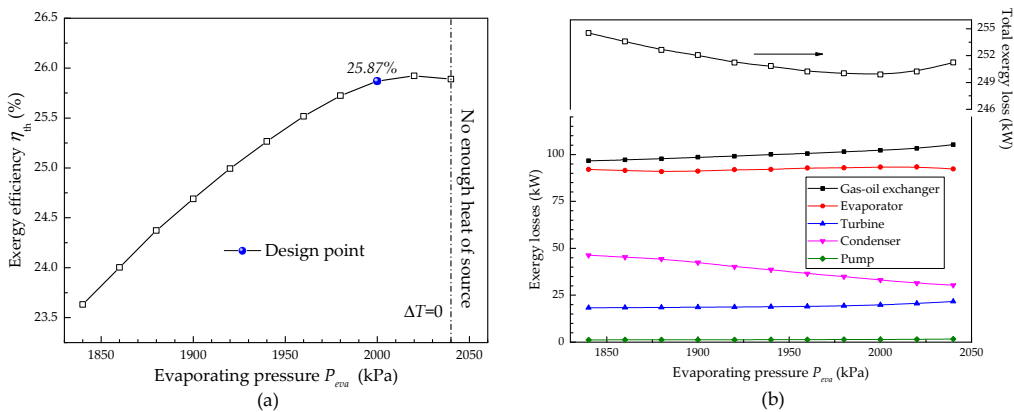 26.5
26.0
25.5
25.0
24.5
24.0
23.5
Exergy efficiency η_th (%)
25.87%
Design point
ΔT=0
No enough heat of source
1850
1900
1950
2000
2050
Evaporating pressure P_eva (kPa)
(a)
255
252
249
246
Total exergy loss (kW)
100
75
50
25
0
Exergy losses (kW)
Gas-oil exchanger
Evaporator
Turbine
Condenser
Pump
1850
1900
1950
2000
2050
Evaporating pressure P_eva (kPa)
(b)